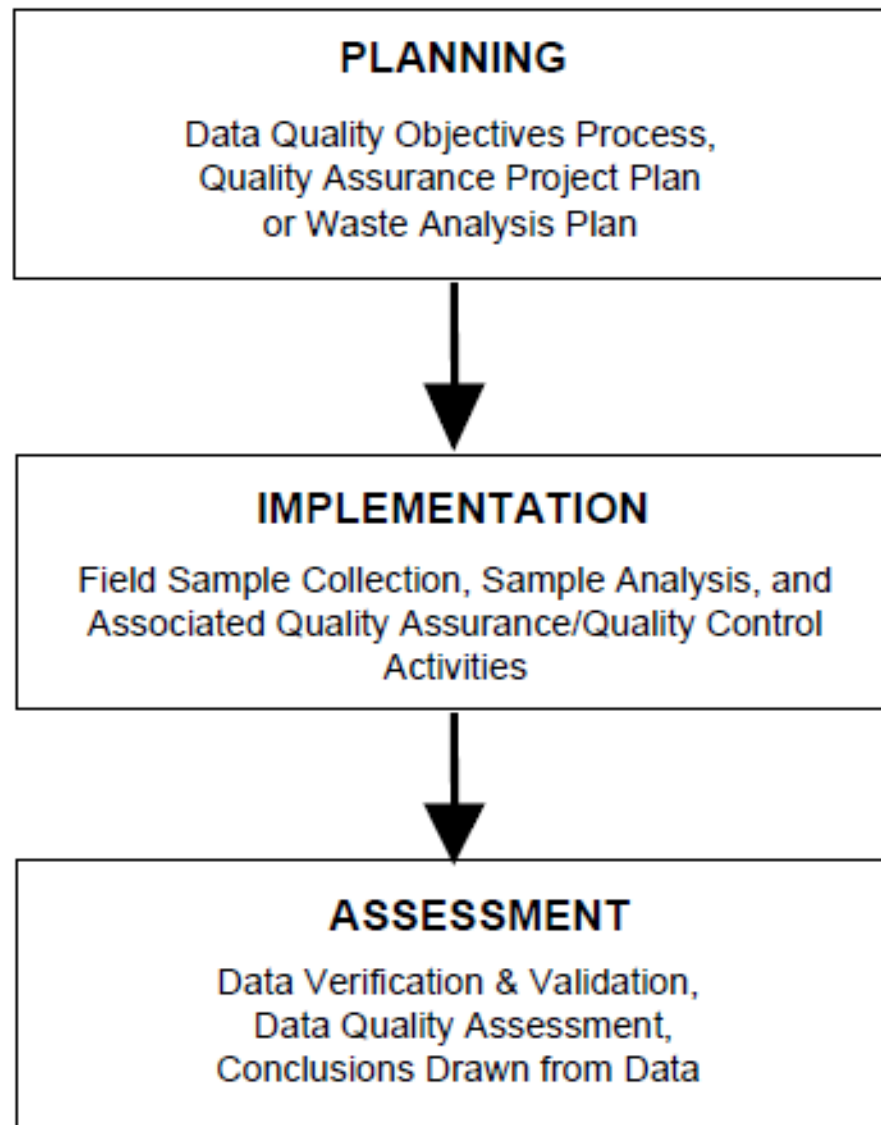 PLANNING
Data Quality Objectives Process,
Quality Assurance Project Plan
or Waste Analysis Plan
IMPLEMENTATION
Field Sample Collection, Sample Analysis, and
Associated Quality Assurance/Quality Control
Activities
ASSESSMENT
Data Verification & Validation,
Data Quality Assessment,
Conclusions Drawn from Data